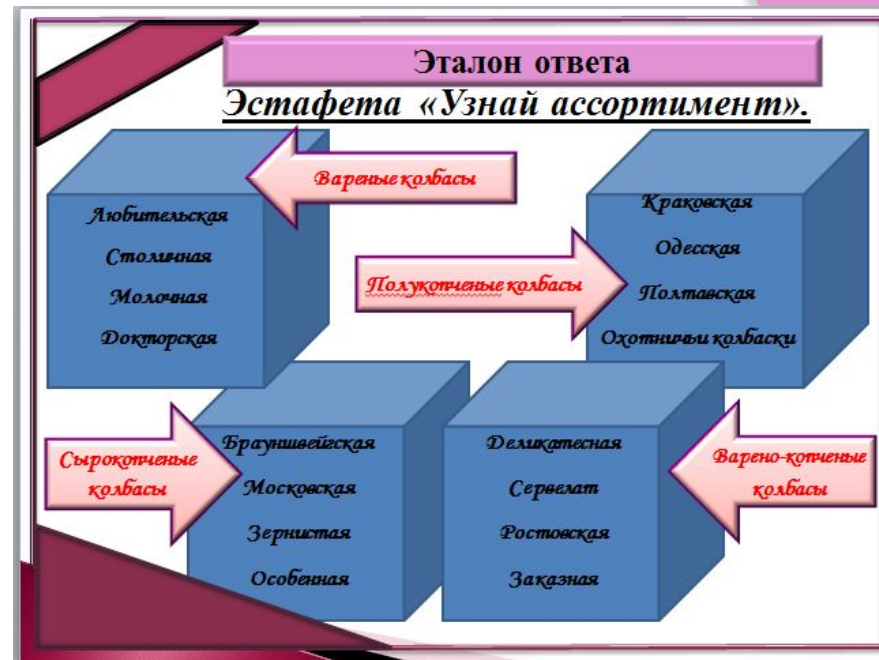 Эталон ответа
Эстафета «Узнай ассортимент».
Вареные колбасы
Любительская
Столичная
Молочная
Докторская
Полукопченые колбасы
Краковская
Одесская
Полтавская
Охотничьи колбаски
Сырокопченые
колбасы
Брауншвейгская
Московская
Зернистая
Особенная
Деликатесная
Сервелат
Ростовская
Заказная
Варено-копченые
колбасы